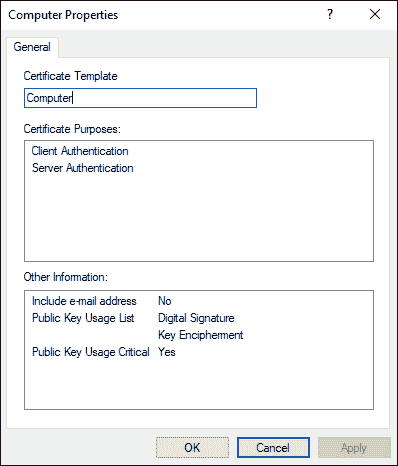 Computer Properties
?
General
Certificate Template
Computer
Certificate Purposes:
Client Authentication
Server Authentication
Other Information:
Include e-mail address No
Public Key Usage List Digital Signature
Key Encipherment
Public Key Usage Critical Yes
OK Cancel Apply